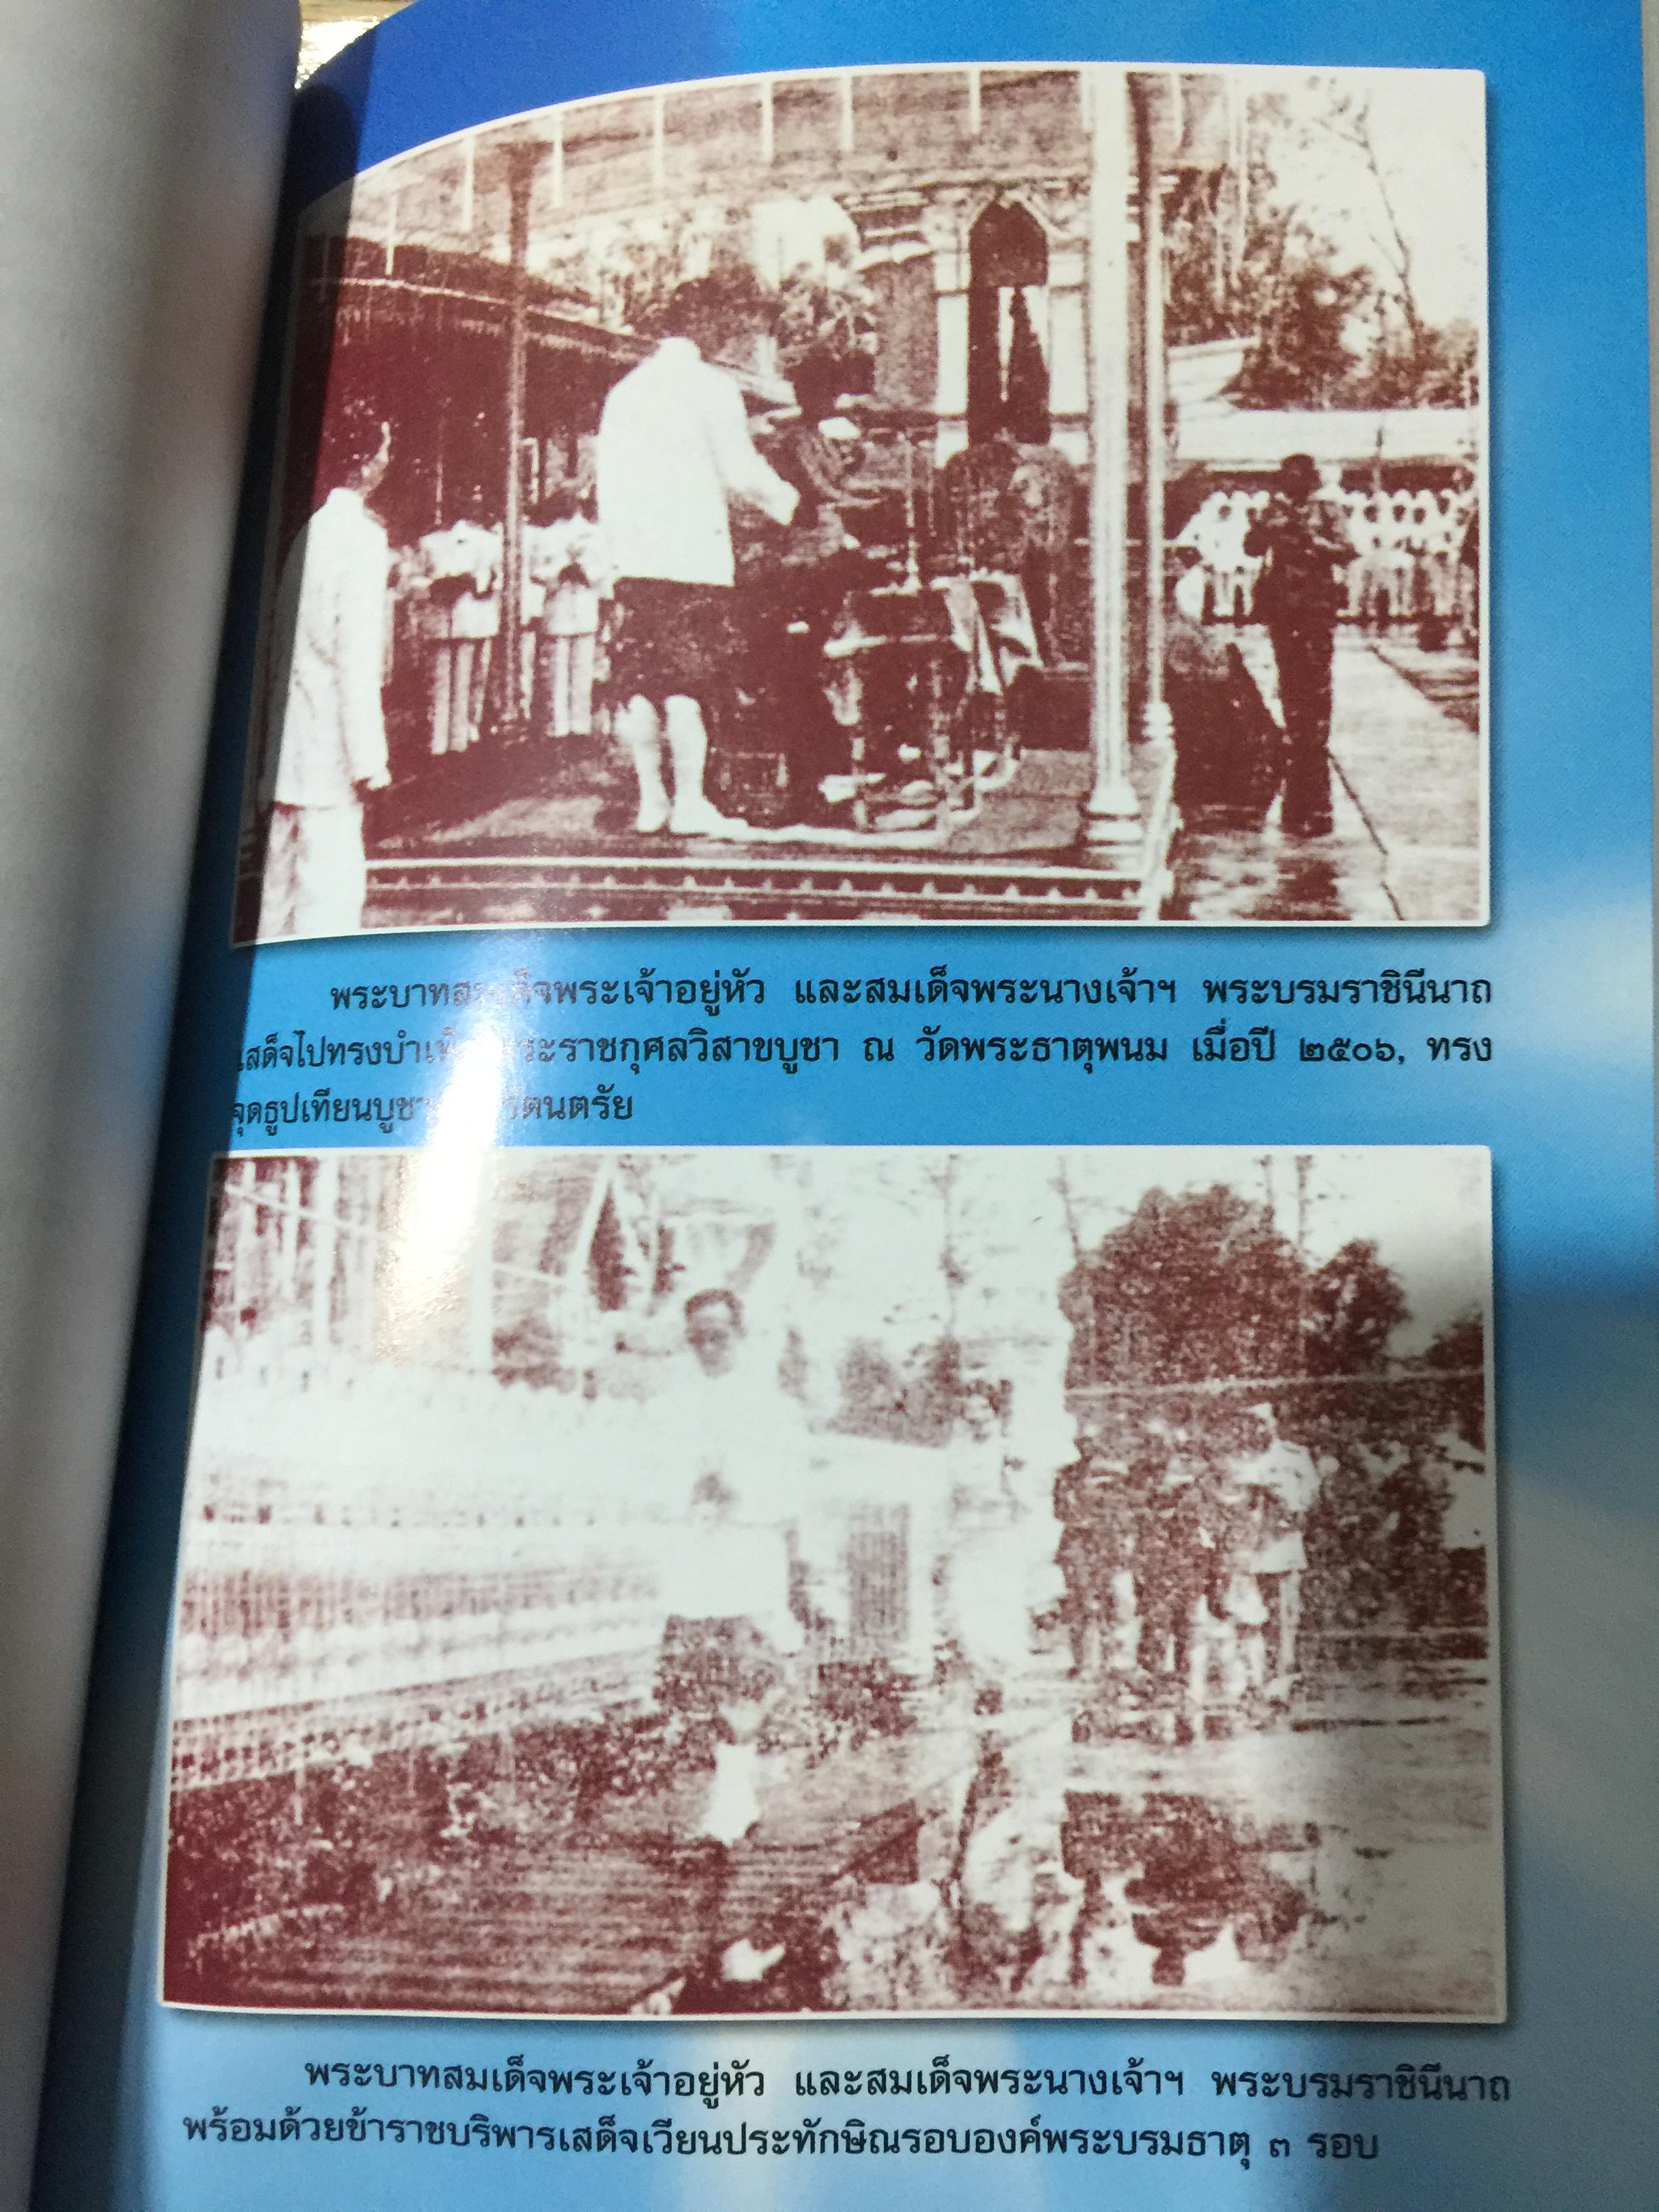 พระบาทสมเด็จพระเจ้าอยู่หัว และสมเด็จพระนางเจ้าฯ พระบรมราชินีนาถ
เสด็จไปทรงบำเพ็ญพระราชกุศลวิสาขบูชา ณ วัดพระธาตุพนม เมื่อปี ๒๕๐๖, ทรง
จุดธูปเทียนบูชา
พระบาทสมเด็จพระเจ้าอยู่หัว และสมเด็จพระนางเจ้าฯ พระบรมราชินีนาถ
พร้อมด้วยข้าราชบริพารเสด็จเวียนประทักษิณรอบองค์พระบรมธาตุ ๓ รอบ